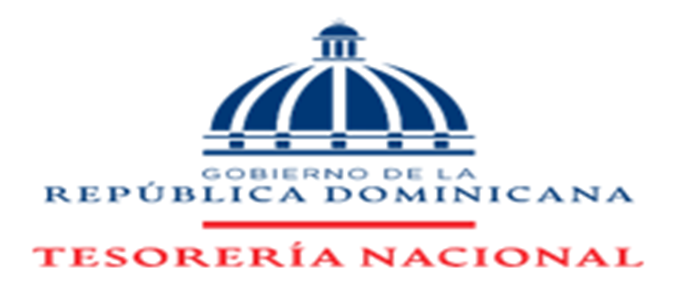 GOBIERNO DE LA
REPÚBLICA DOMINICANA
TESORERÍA NACIONAL